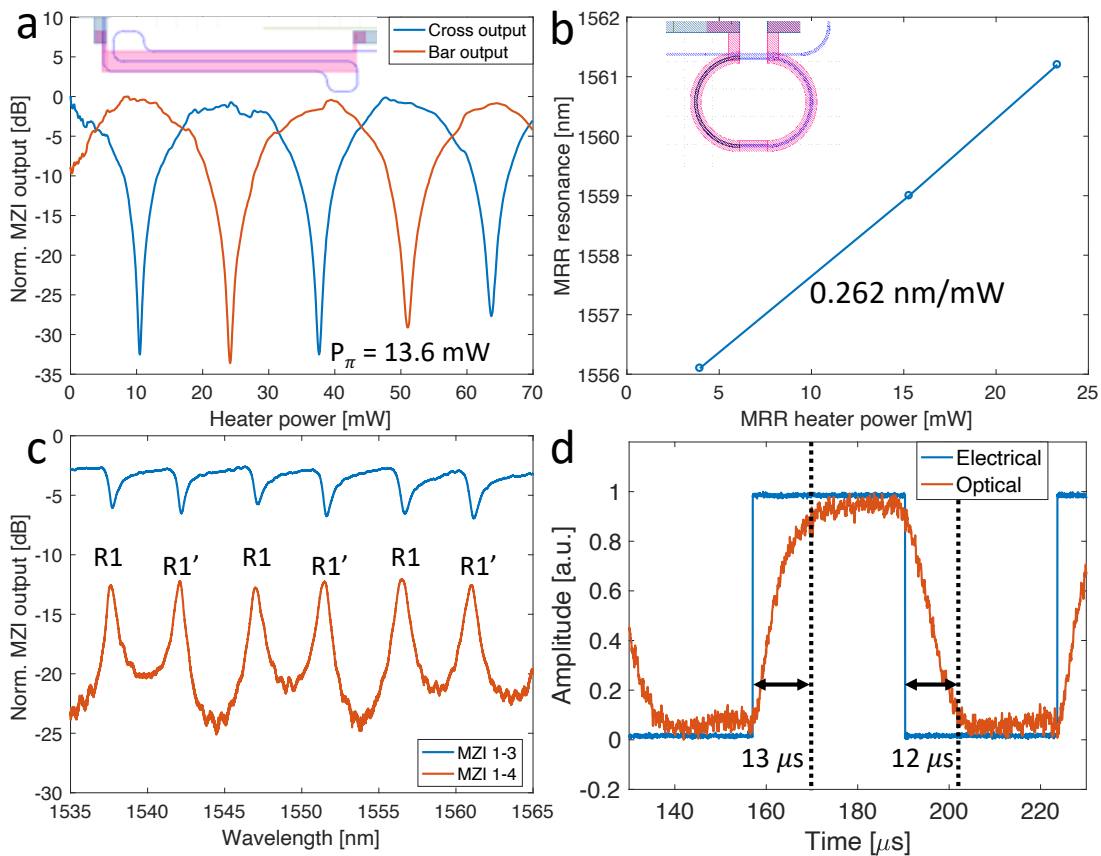 a
10
5
0
-5
-10
-15
-20
-25
-30
-35
Norm. MZI output [dB]
Cross output
Bar output
P_π = 13.6 mW
0 10 20 30 40 50 60 70
Heater power [mW]
b
1562
1561
1560
1559
1558
1557
1556
MRR resonance [nm]
0.262 nm/mW
0 5 10 15 20 25
MRR heater power [mW]
c
0
-5
-10
-15
-20
-25
-30
Norm. MZI output [dB]
R1 R1’ R1 R1’ R1 R1’
MZI 1-3
MZI 1-4
1535 1540 1545 1550 1555 1560 1565
Wavelength [nm]
d
Electrical
Optical
1
0.8
0.6
0.4
0.2
0
-0.2
Amplitude [a.u.]
13 μs 12 μs
140 160 180 200 220
Time [μs]